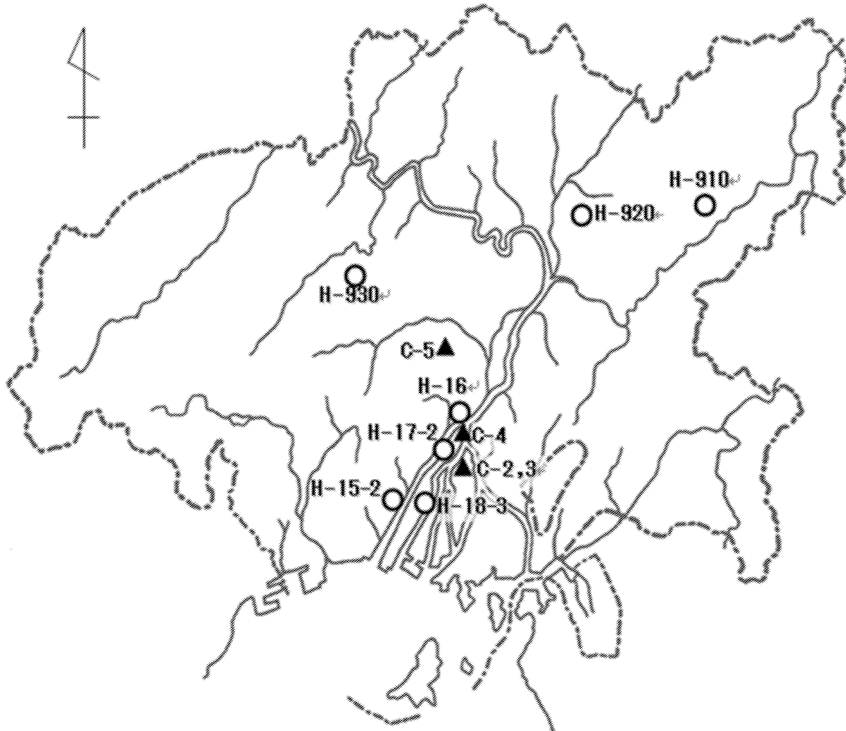 H-910↵
H-920↵
H-930↵
C-5
H-16↵
H-17-2
C-4
C-2,3
H-15-2
H-18-3